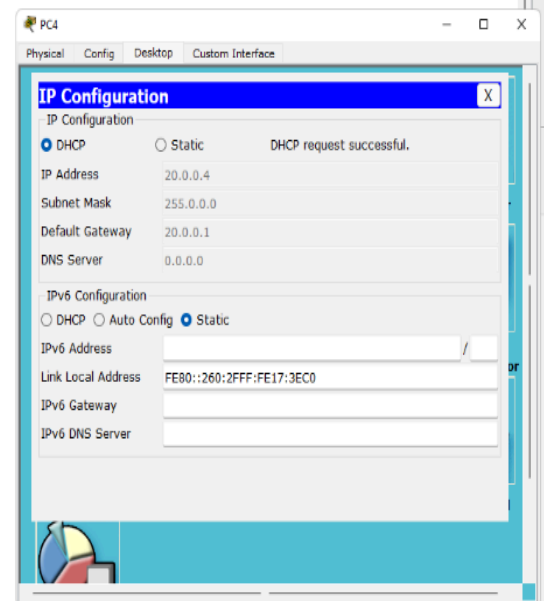 PC4
Physical Config Desktop Custom Interface
IP Configuration X
IP Configuration
DHCP Static DHCP request successful.
IP Address 20.0.0.4
Subnet Mask 255.0.0.0
Default Gateway 20.0.0.1
DNS Server 0.0.0.0
IPv6 Configuration
DHCP Auto Config Static
IPv6 Address /
Link Local Address FE80::260:2FFF:FE17:3EC0
IPv6 Gateway
IPv6 DNS Server
or